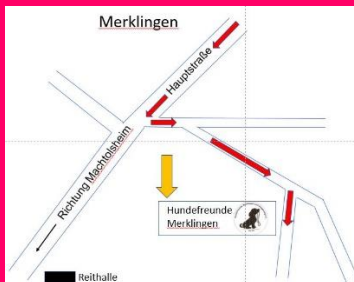 Merklingen
Hauptstraße
Richtung Machtolsheim
Hundefreunde
Merklingen
Reithalle